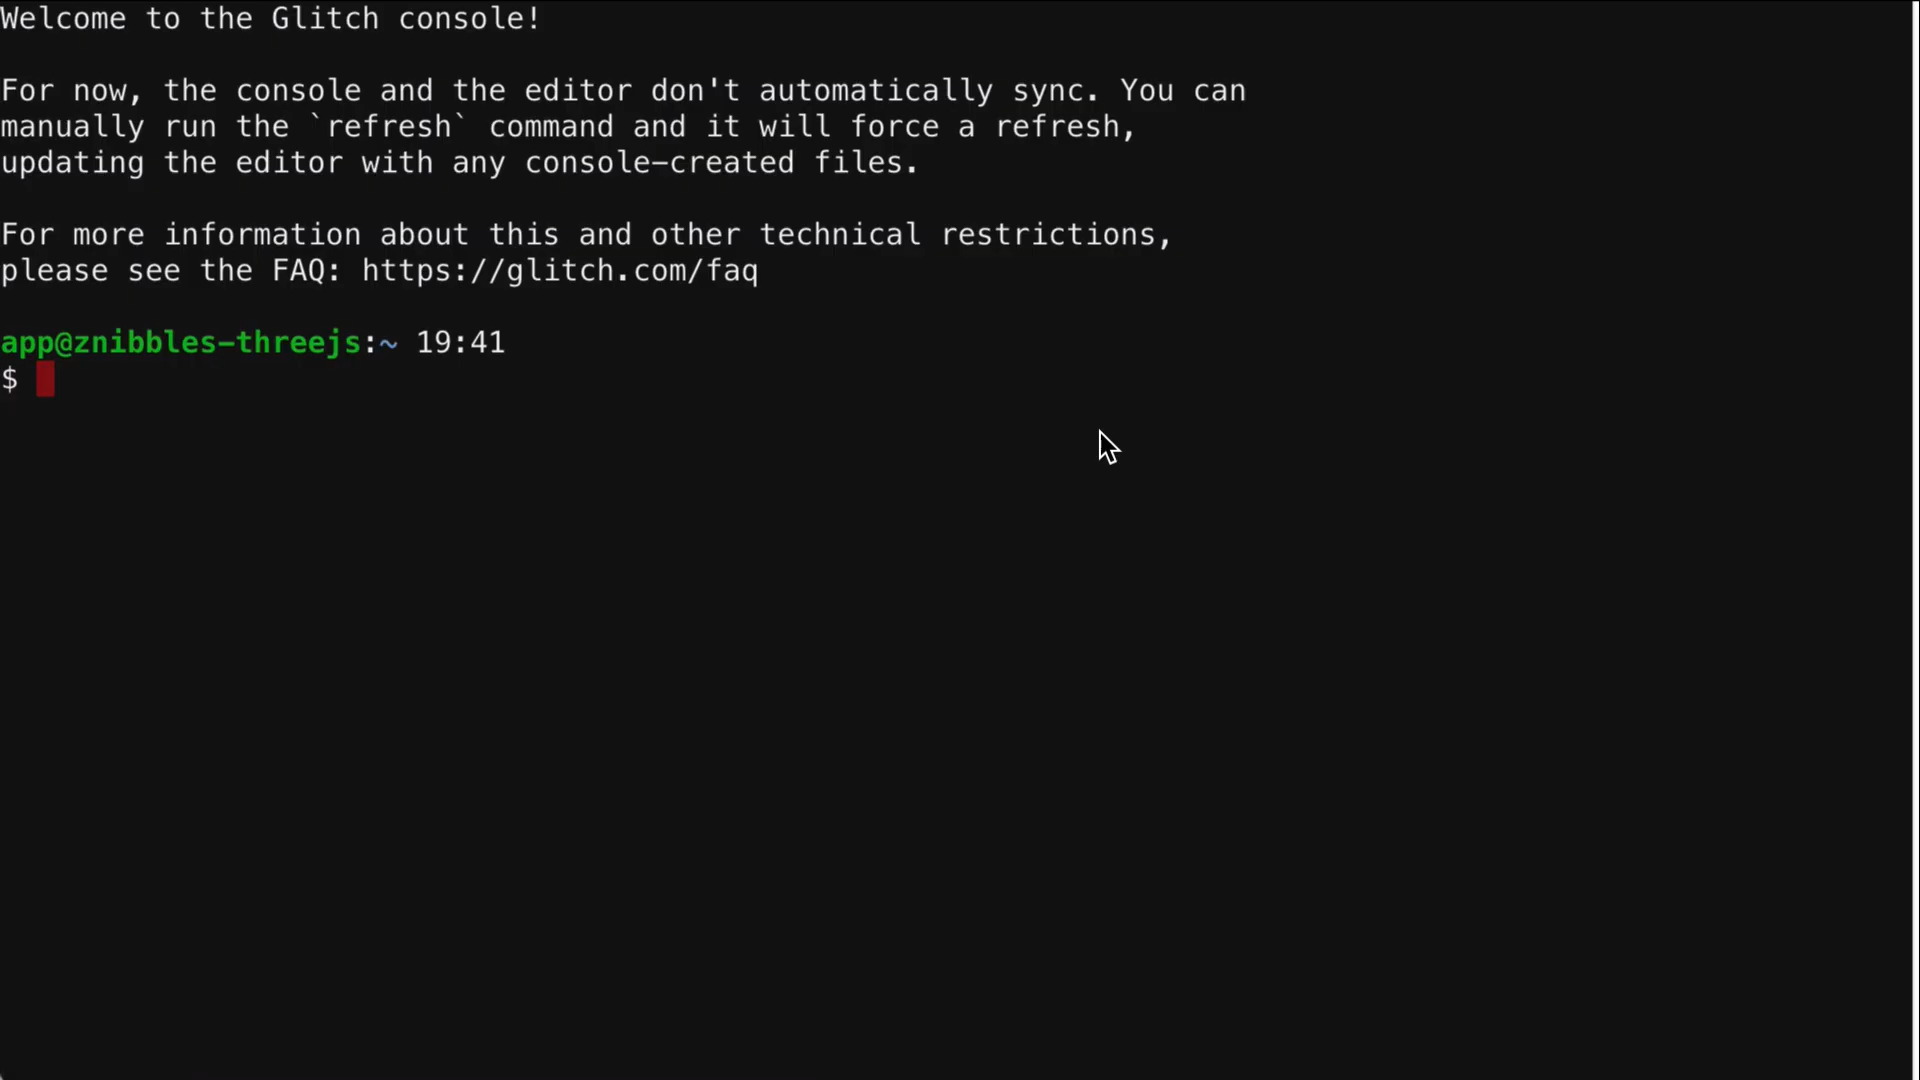 Welcome to the Glitch console!
For now, the console and the editor don't automatically sync. You can
manually run the `refresh` command and it will force a refresh,
updating the editor with any console-created files.
For more information about this and other technical restrictions,
please see the FAQ: https://glitch.com/faq
app@znibbles-threejs:~ 19:41
$